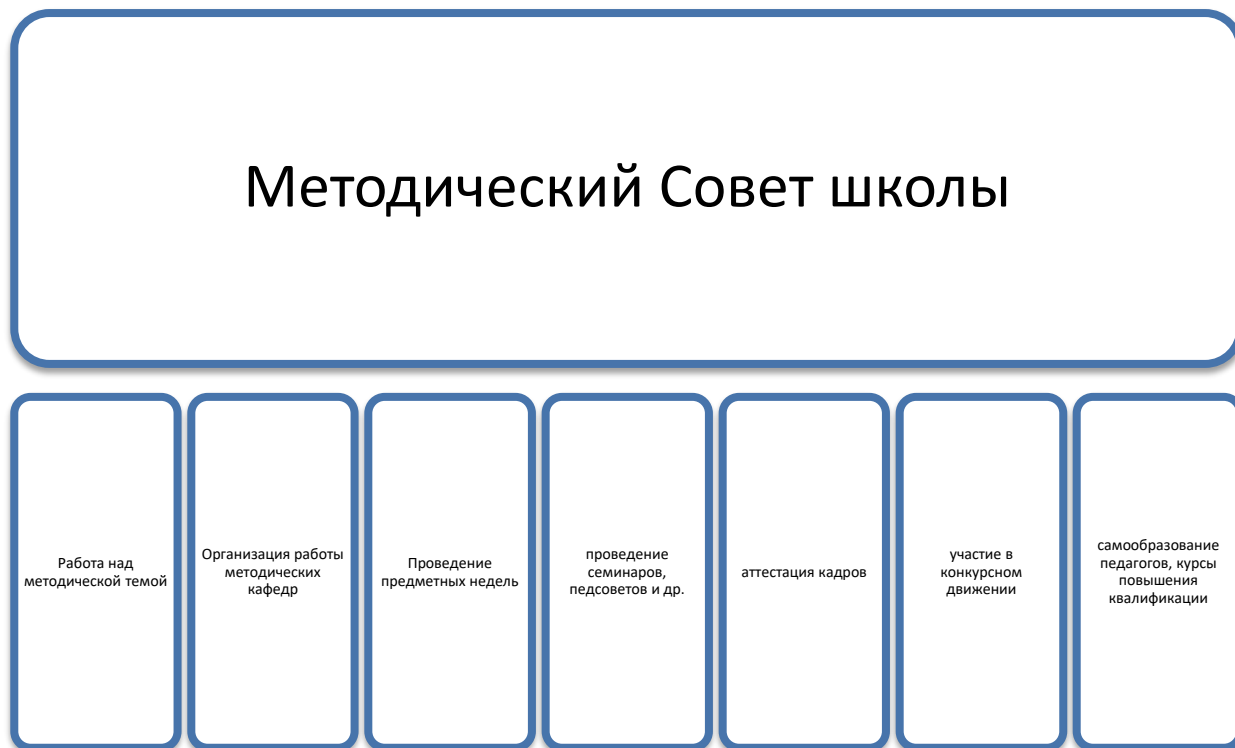 Методический Совет школы
Работа над
методической темой
Организация работы
методических
кафедр
Проведение
предметных недель
проведение
семинаров,
педсоветов и др.
аттестация кадров
участие в
конкурсном
движении
самообразование
педагогов, курсы
повышения
квалификации